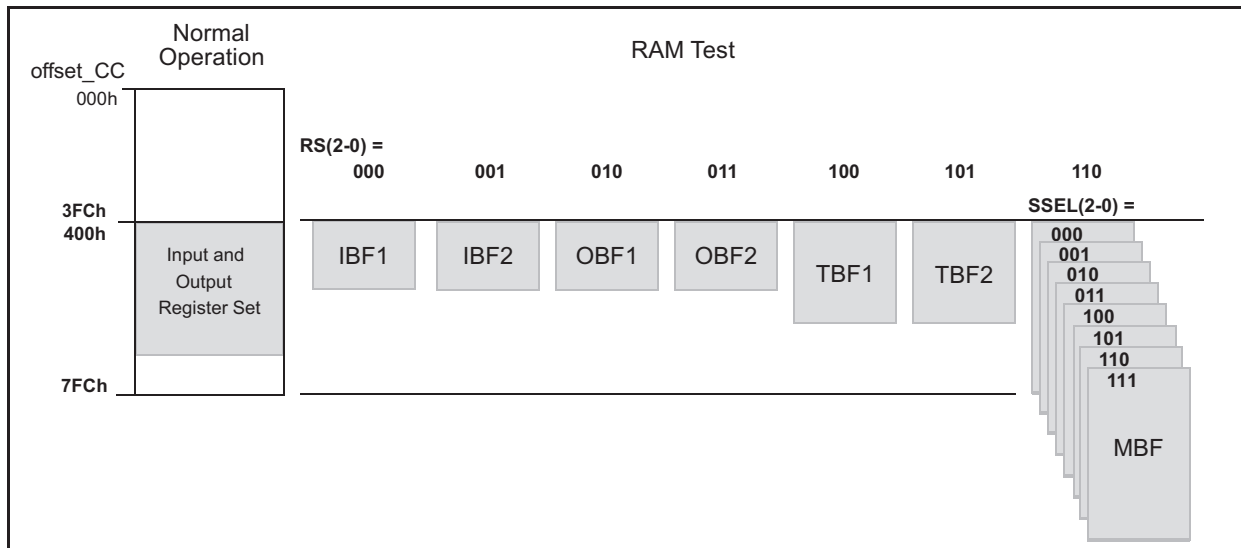 Normal
Operation
RAM Test
offset_CC
000h
RS(2-0) =
000 001 010 011 100 101 110
3FCh
SSEL(2-0) =
400h
Input and
Output
Register Set
IBF1 IBF2 OBF1 OBF2 TBF1 TBF2
000
001
010
011
100
101
110
111
7FCh
MBF